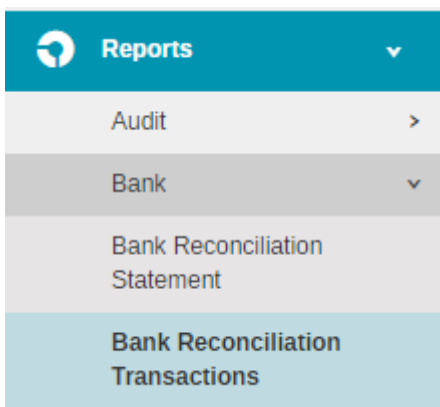 Reports
Audit
Bank
Bank Reconciliation
Statement
Bank Reconciliation
Transactions